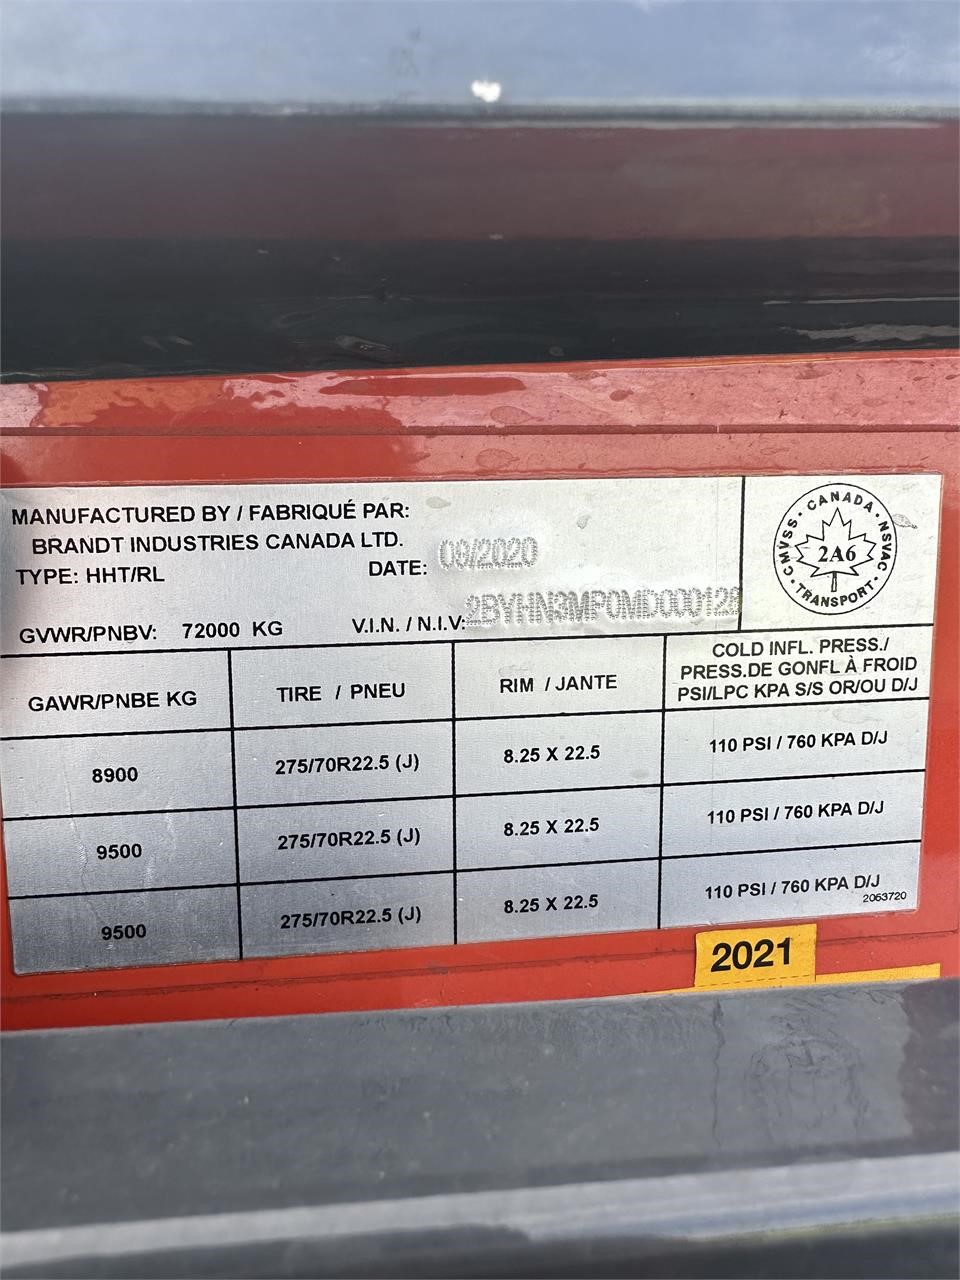 MANUFACTURED BY / FABRIQUÉ PAR:
BRANDT INDUSTRIES CANADA LTD.
TYPE: HHT/RL DATE: 09/2020
GVWR/PNBV: 72000 KG V.I.N. / N.I.V: 2BYHN3MP0MD000128
CANADA · NSVAC · TRANSPORT · CMVSS ·
2A6
GAWR/PNBE KG TIRE / PNEU RIM / JANTE COLD INFL. PRESS./
PRESS.DE GONFL À FROID
PSI/LPC KPA S/S OR/OU D/J
8900 275/70R22.5 (J) 8.25 X 22.5 110 PSI / 760 KPA D/J
9500 275/70R22.5 (J) 8.25 X 22.5 110 PSI / 760 KPA D/J
9500 275/70R22.5 (J) 8.25 X 22.5 110 PSI / 760 KPA D/J
2053720
2021